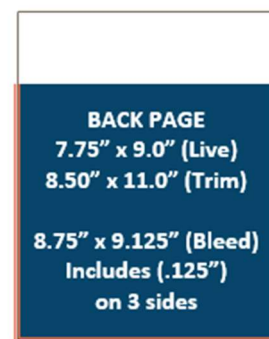 BACK PAGE
7.75” x 9.0” (Live)
8.50” x 11.0” (Trim)
8.75” x 9.125” (Bleed)
Includes (.125”)
on 3 sides